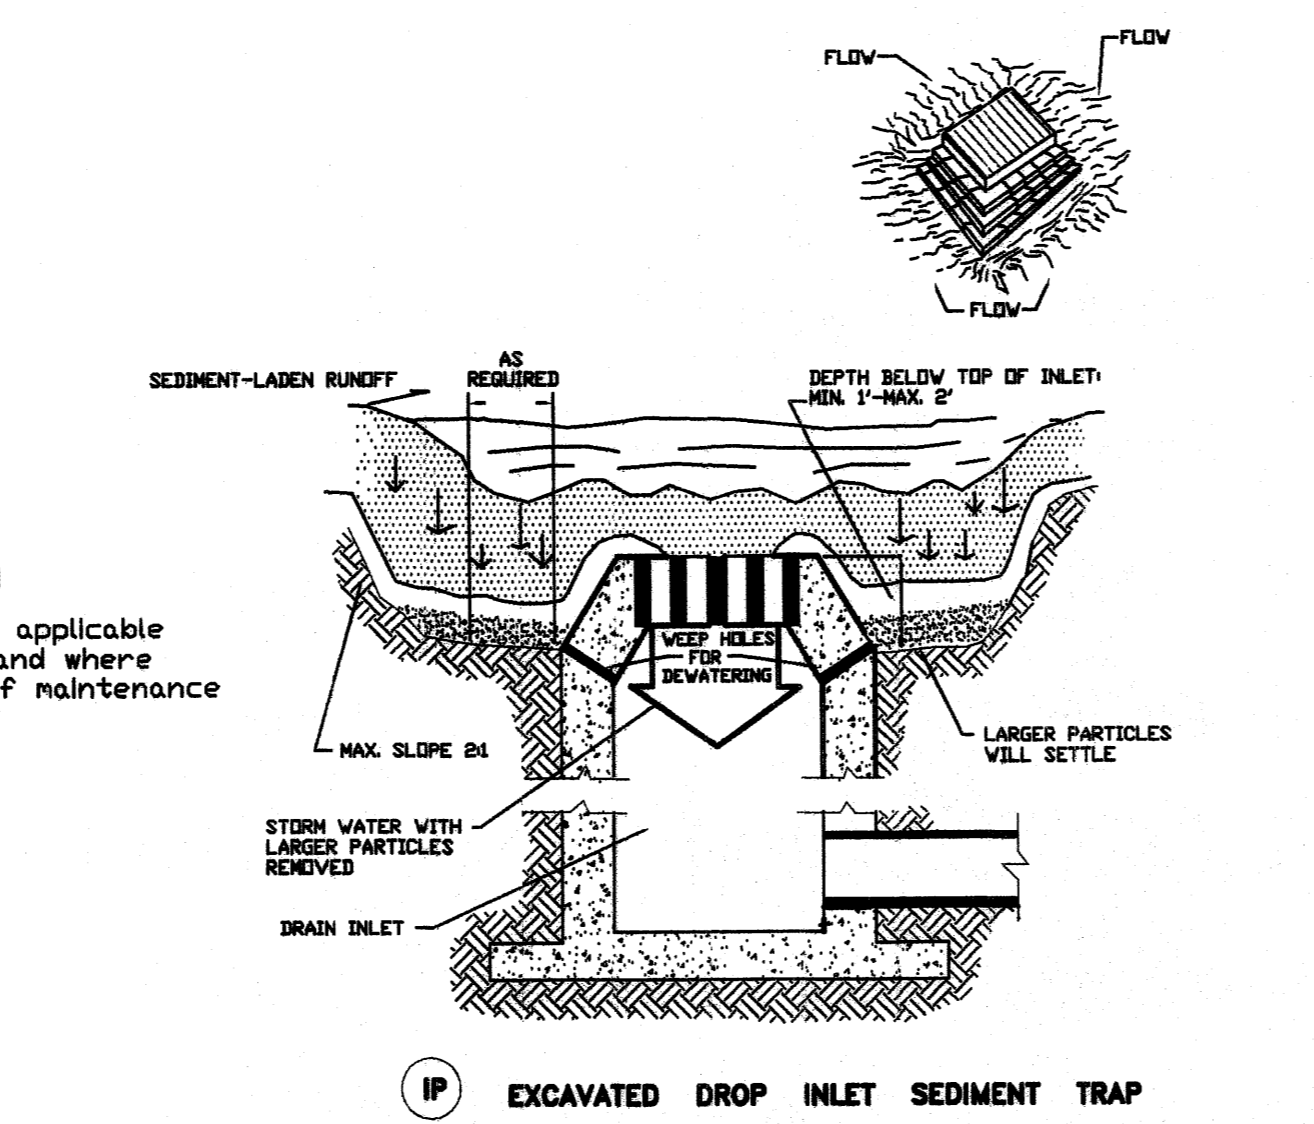 FLOW
FLOW
FLOW
SEDIMENT-LADEN RUNOFF
AS
REQUIRED
DEPTH BELOW TOP OF INLET:
MIN. 1'-MAX. 2'
applicable
and where
f maintenance
WEEP HOLES
FOR
DEWATERING
MAX. SLOPE 2:1
LARGER PARTICLES
WILL SETTLE
STORM WATER WITH
LARGER PARTICLES
REMOVED
DRAIN INLET
IP EXCAVATED DROP INLET SEDIMENT TRAP